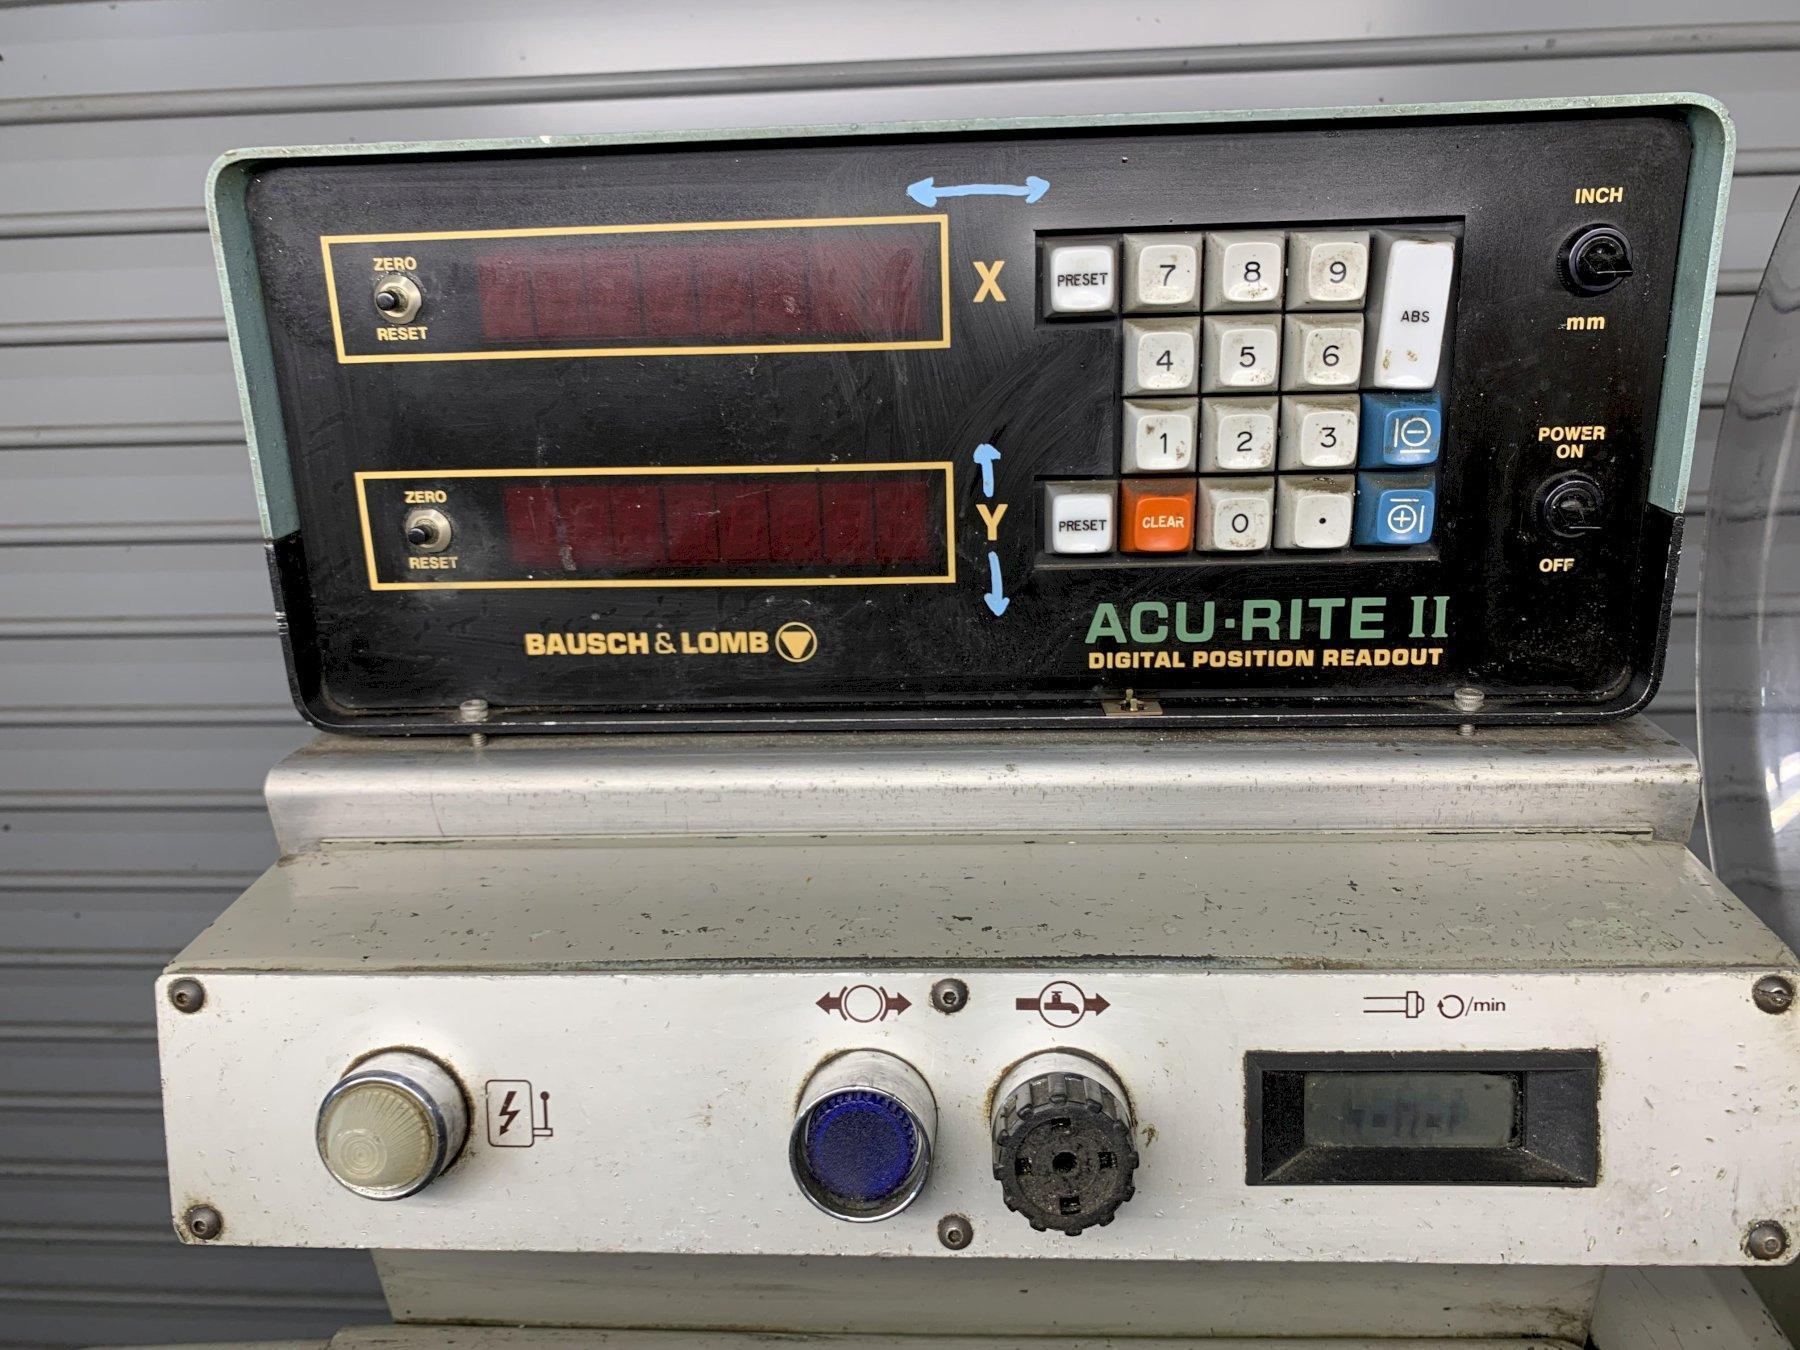 INCH
ZERO
X
PRESET 7 8 9
ABS
RESET
mm
4 5 6
1 2 3
POWER
ON
ZERO
Y
PRESET CLEAR 0 .
RESET
OFF
ACU·RITE II
BAUSCH & LOMB
DIGITAL POSITION READOUT
/min